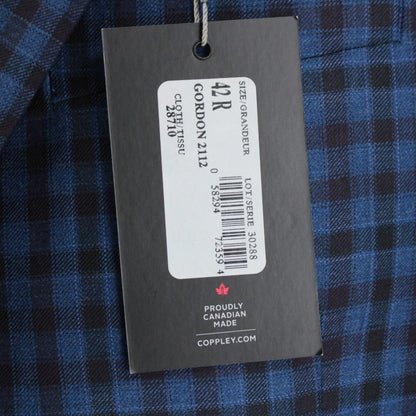 SIZE/GRANDEUR
42 R
LOT/SERIE 30288
GORDON 2112
0 58294 72359 4
CLOTH/TISSU
28710
PROUDLY
CANADIAN
MADE
COPPLEY.COM